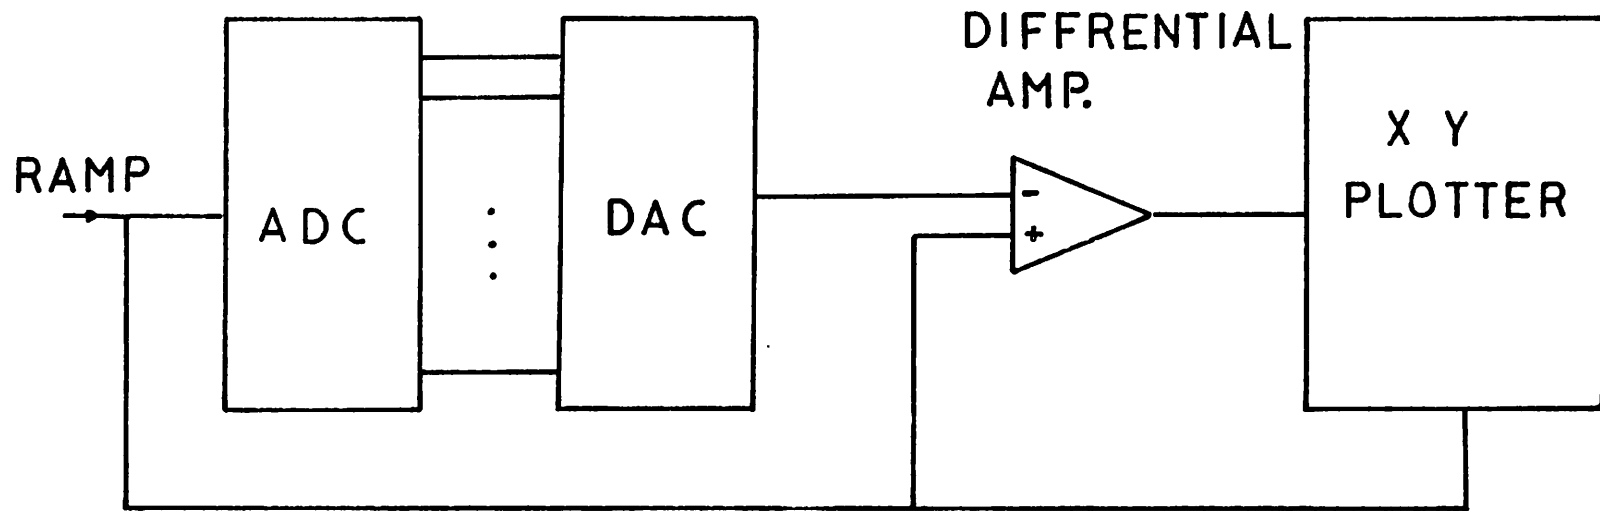 DIFFRENTIAL
AMP.
X Y
PLOTTER
RAMP
ADC
DAC
-
+